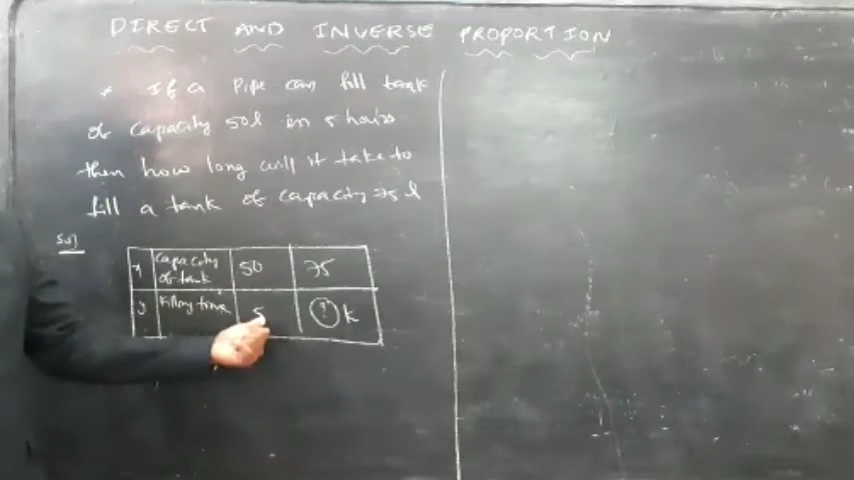 DIRECT AND INVERSE PROPORTION
* If a Pipe can fill tank
of capacity 50l in 5 hours
then how long will it take to
fill a tank of capacity 75 l
Sol
x capacity of tank 50 75
y filling time 5 ? k